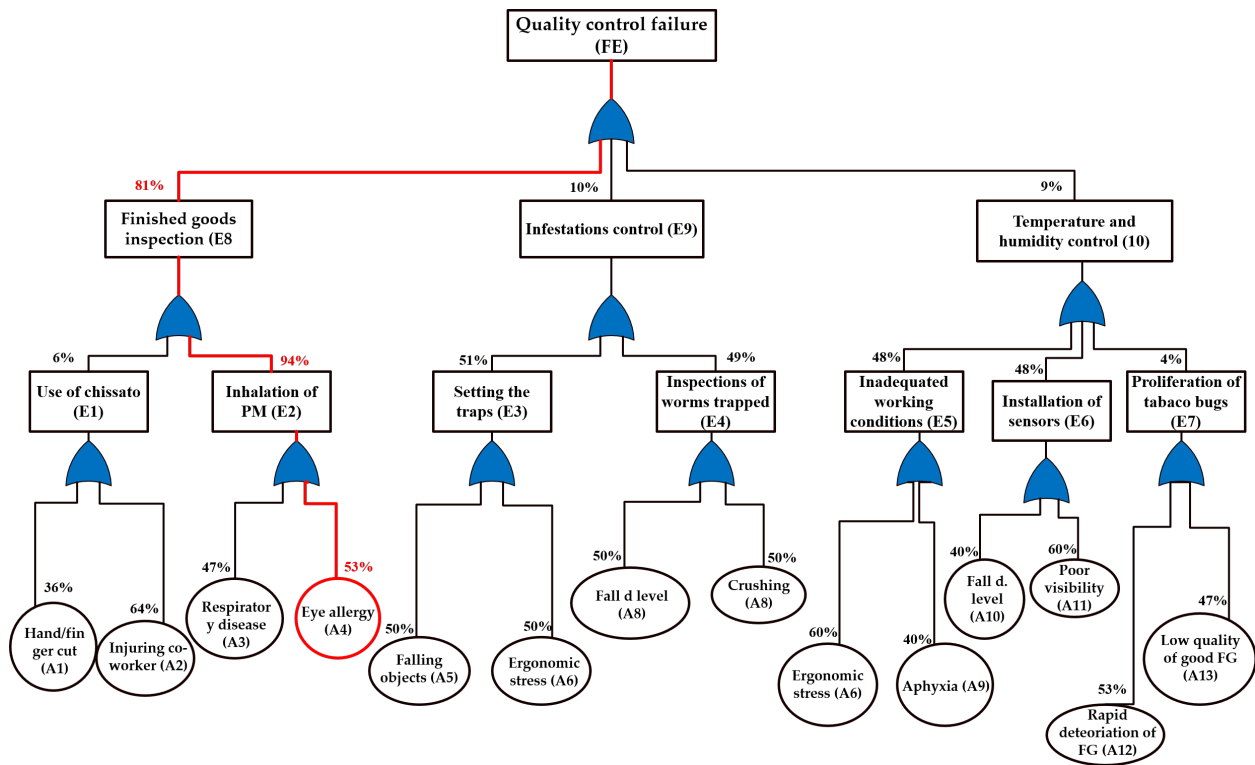 Quality control failure
(FE)
81%
10%
9%
Finished goods
inspection (E8
Infestations control (E9)
Temperature and
humidity control (10)
6%
94%
51%
49%
48%
48%
4%
Use of chissato
(E1)
Inhalation of
PM (E2)
Setting the
traps (E3)
Inspections of
worms trapped
(E4)
Inadequated
working
conditions (E5)
Installation of
sensors (E6)
Proliferation of
tabaco bugs
(E7)
36%
Hand/fin
ger cut
(A1)
64%
Injuring co-
worker (A2)
47%
Respirator
y disease
(A3)
53%
Eye allergy
(A4)
50%
Falling
objects (A5)
50%
Ergonomic
stress (A6)
50%
Fall d level
(A8)
50%
Crushing
(A8)
60%
Ergonomic
stress (A6)
40%
Aphyxia (A9)
40%
Fall d.
level
(A10)
60%
Poor
visibility
(A11)
53%
Rapid
deteoriation of
FG (A12)
47%
Low quality
of good FG
(A13)